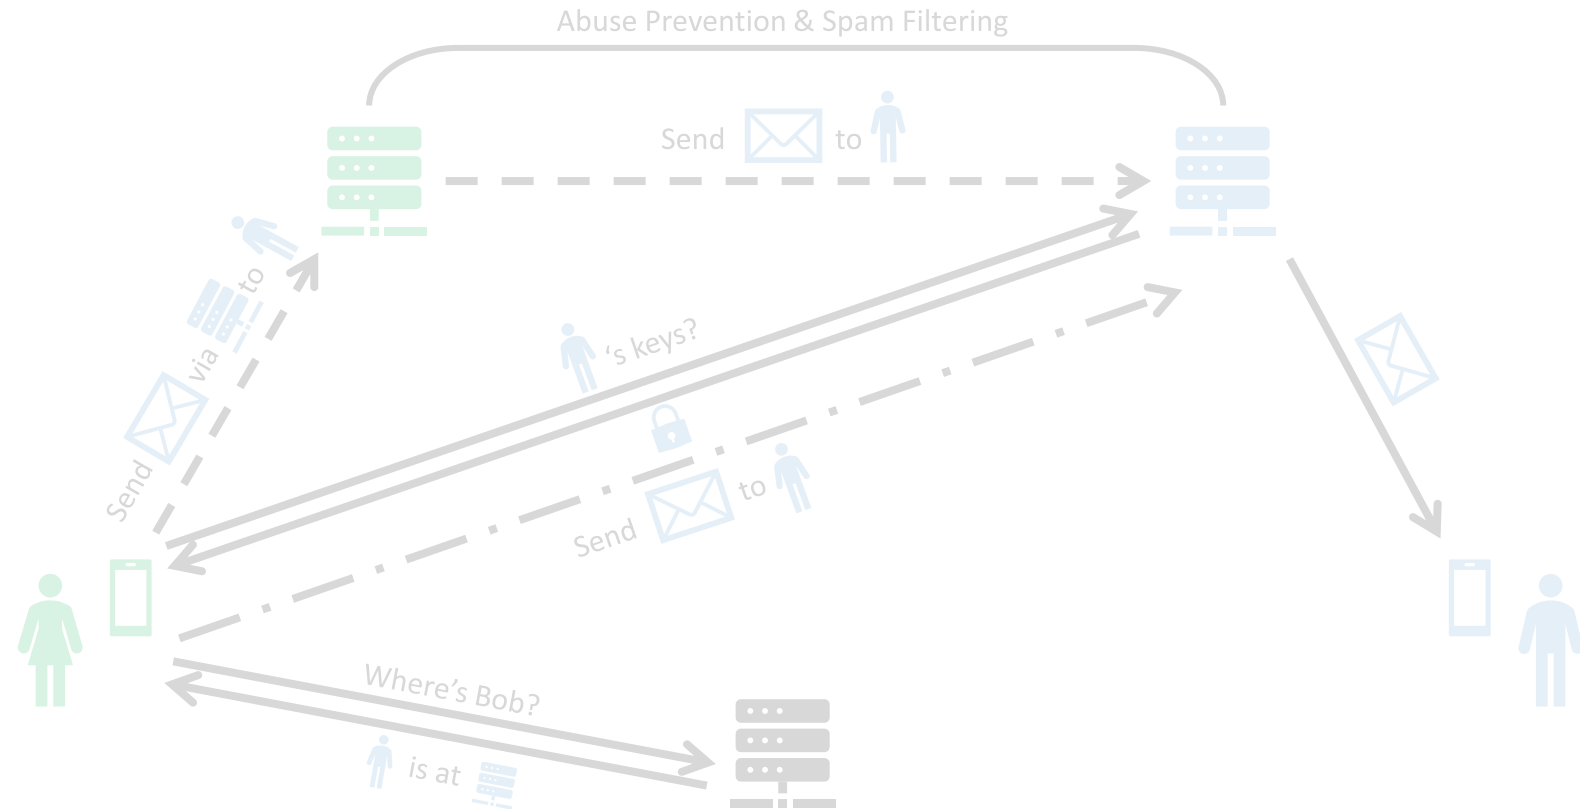 Abuse Prevention & Spam Filtering
Send to
Send via to
‘s keys?
Send to
Where’s Bob?
is at